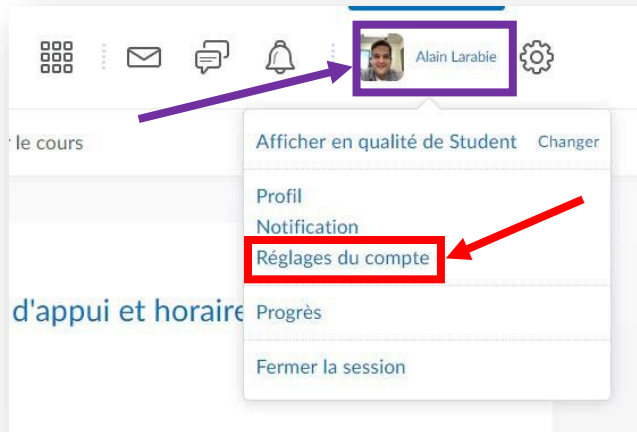 Alain Larabie
r le cours
Afficher en qualité de Student Changer
Profil
Notification
Réglages du compte
d'appui et horaire
Progrès
Fermer la session